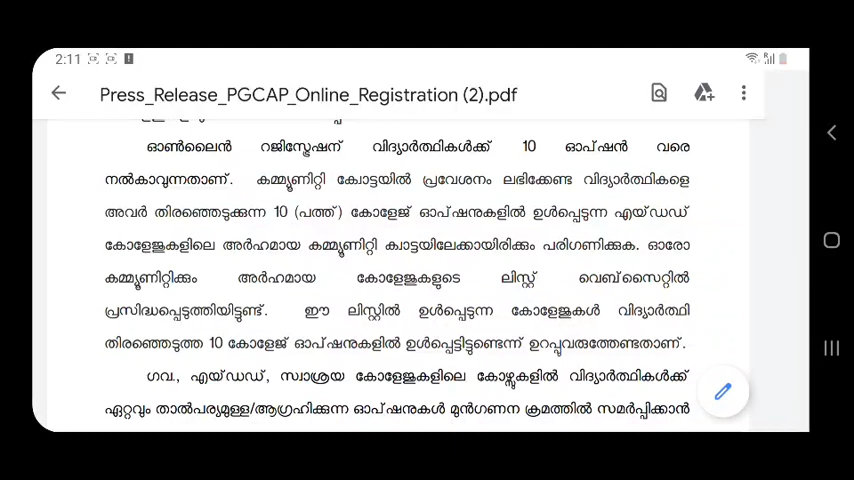 2:11
Press_Release_PGCAP_Online_Registration (2).pdf
ഓൺലൈൻ രജിസ്ട്രേഷന് വിദ്യാർത്ഥികൾക്ക് 10 ഓപ്ഷൻ വരെ
നൽകാവുന്നതാണ്. കമ്മ്യൂണിറ്റി ക്വോട്ടയിൽ പ്രവേശനം ലഭിക്കേണ്ട വിദ്യാർത്ഥികളെ
അവർ തിരഞ്ഞെടുക്കുന്ന 10 (പത്ത്) കോളേജ് ഓപ്ഷനുകളിൽ ഉൾപ്പെടുന്ന എയ്ഡഡ്
കോളേജുകളിലെ അർഹമായ കമ്മ്യൂണിറ്റി ക്വാട്ടയിലേക്കായിരിക്കും പരിഗണിക്കുക. ഓരോ
കമ്മ്യൂണിറ്റിക്കും അർഹമായ കോളേജുകളുടെ ലിസ്റ്റ് വെബ്സൈറ്റിൽ
പ്രസിദ്ധപ്പെടുത്തിയിട്ടുണ്ട്. ഈ ലിസ്റ്റിൽ ഉൾപ്പെടുന്ന കോളേജുകൾ വിദ്യാർത്ഥി
തിരഞ്ഞെടുത്ത 10 കോളേജ് ഓപ്ഷനുകളിൽ ഉൾപ്പെട്ടിട്ടുണ്ടെന്ന് ഉറപ്പുവരുത്തേണ്ടതാണ്.
ഗവ., എയ്ഡഡ്, സ്വാശ്രയ കോളേജുകളിലെ കോഴ്സുകളിൽ വിദ്യാർത്ഥികൾക്ക്
ഏറ്റവും താൽപര്യമുള്ള/ആഗ്രഹിക്കുന്ന ഓപ്ഷനുകൾ മുൻഗണന ക്രമത്തിൽ സമർപ്പിക്കാൻ